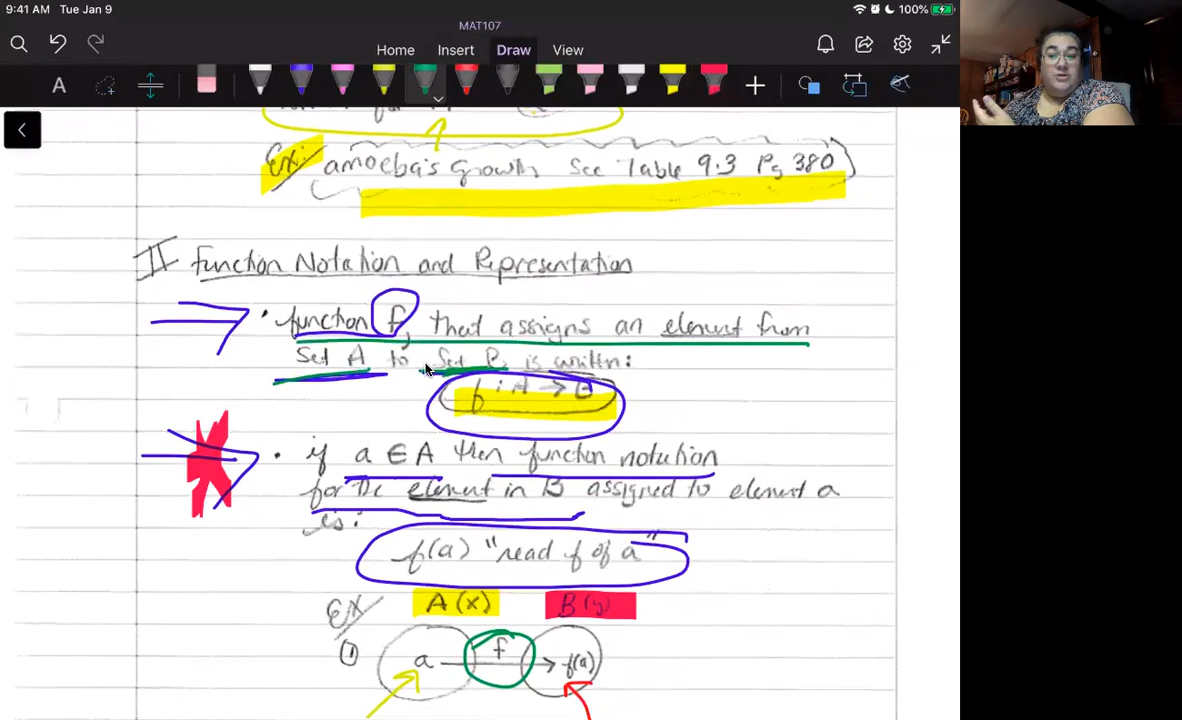 9:41 AM Tue Jan 9
100%
MAT107
Home Insert Draw View
A
Ex: amoeba's growth See Table 9.3 Pg 380
II Function Notation and Representation
• function f, that assigns an element from
Set A to Set B is written:
f: A → B
• if a ∈ A then function notation
for the element in B assigned to element a
is:
f(a) "read f of a"
A(x) B(y)
EX
① a f → f(a)